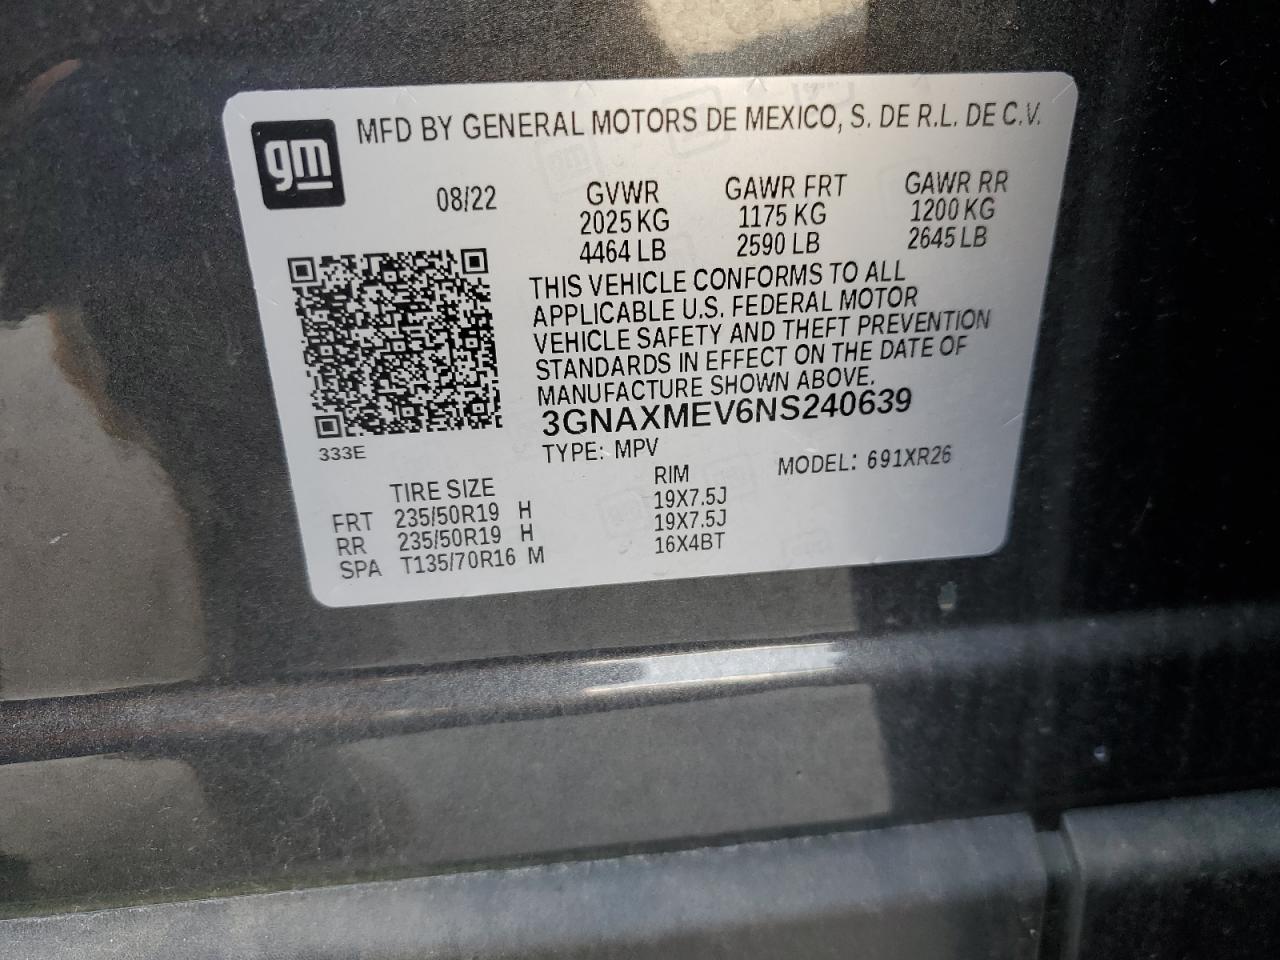 gm
MFD BY GENERAL MOTORS DE MEXICO, S. DE R.L. DE C.V.
08/22
GVWR GAWR FRT GAWR RR
2025 KG 1175 KG 1200 KG
4464 LB 2590 LB 2645 LB
THIS VEHICLE CONFORMS TO ALL
APPLICABLE U.S. FEDERAL MOTOR
VEHICLE SAFETY AND THEFT PREVENTION
STANDARDS IN EFFECT ON THE DATE OF
MANUFACTURE SHOWN ABOVE.
3GNAXMEV6NS240639
333E
TYPE: MPV MODEL: 691XR26
TIRE SIZE RIM
FRT 235/50R19 H 19X7.5J
RR 235/50R19 H 19X7.5J
SPA T135/70R16 M 16X4BT